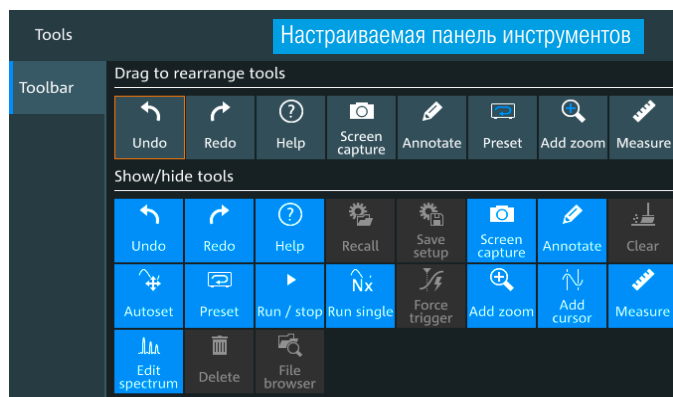 Tools
Настраиваемая панель инструментов
Toolbar
Drag to rearrange tools
Undo Redo Help Screen capture Annotate Preset Add zoom Measure
Show/hide tools
Undo Redo Help Recall Save setup Screen capture Annotate Clear
Autoset Preset Run / stop Run single Force trigger Add zoom Add cursor Measure
Edit spectrum Delete File browser